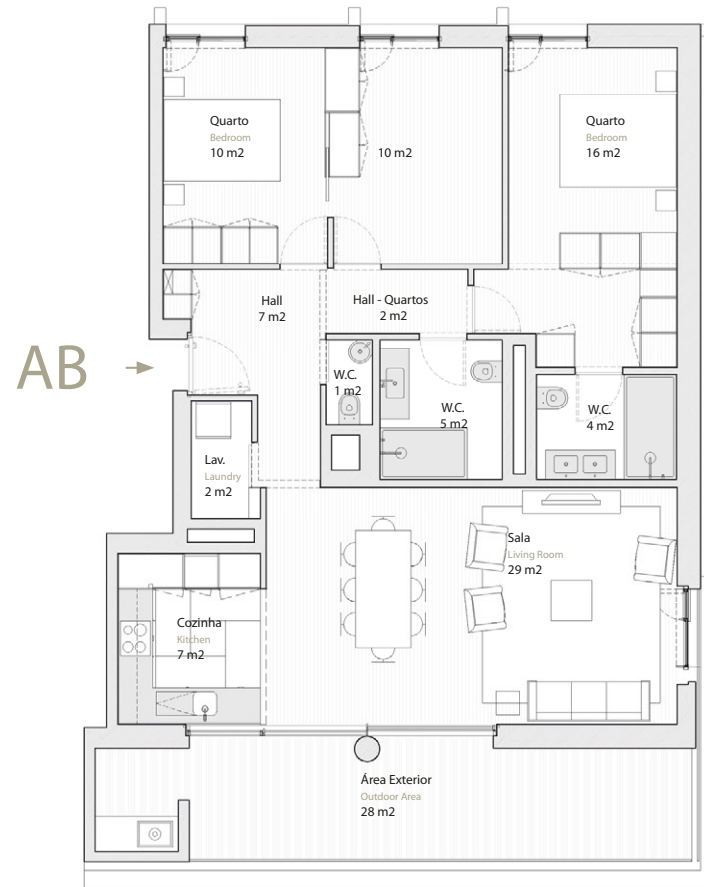 Quarto
Bedroom
10 m2
10 m2
Quarto
Bedroom
16 m2
Hall
7 m2
Hall - Quartos
2 m2
AB
W.C.
1 m2
W.C.
5 m2
W.C.
4 m2
Lav.
Laundry
2 m2
Sala
Living Room
29 m2
Cozinha
Kitchen
7 m2
Área Exterior
Outdoor Area
28 m2